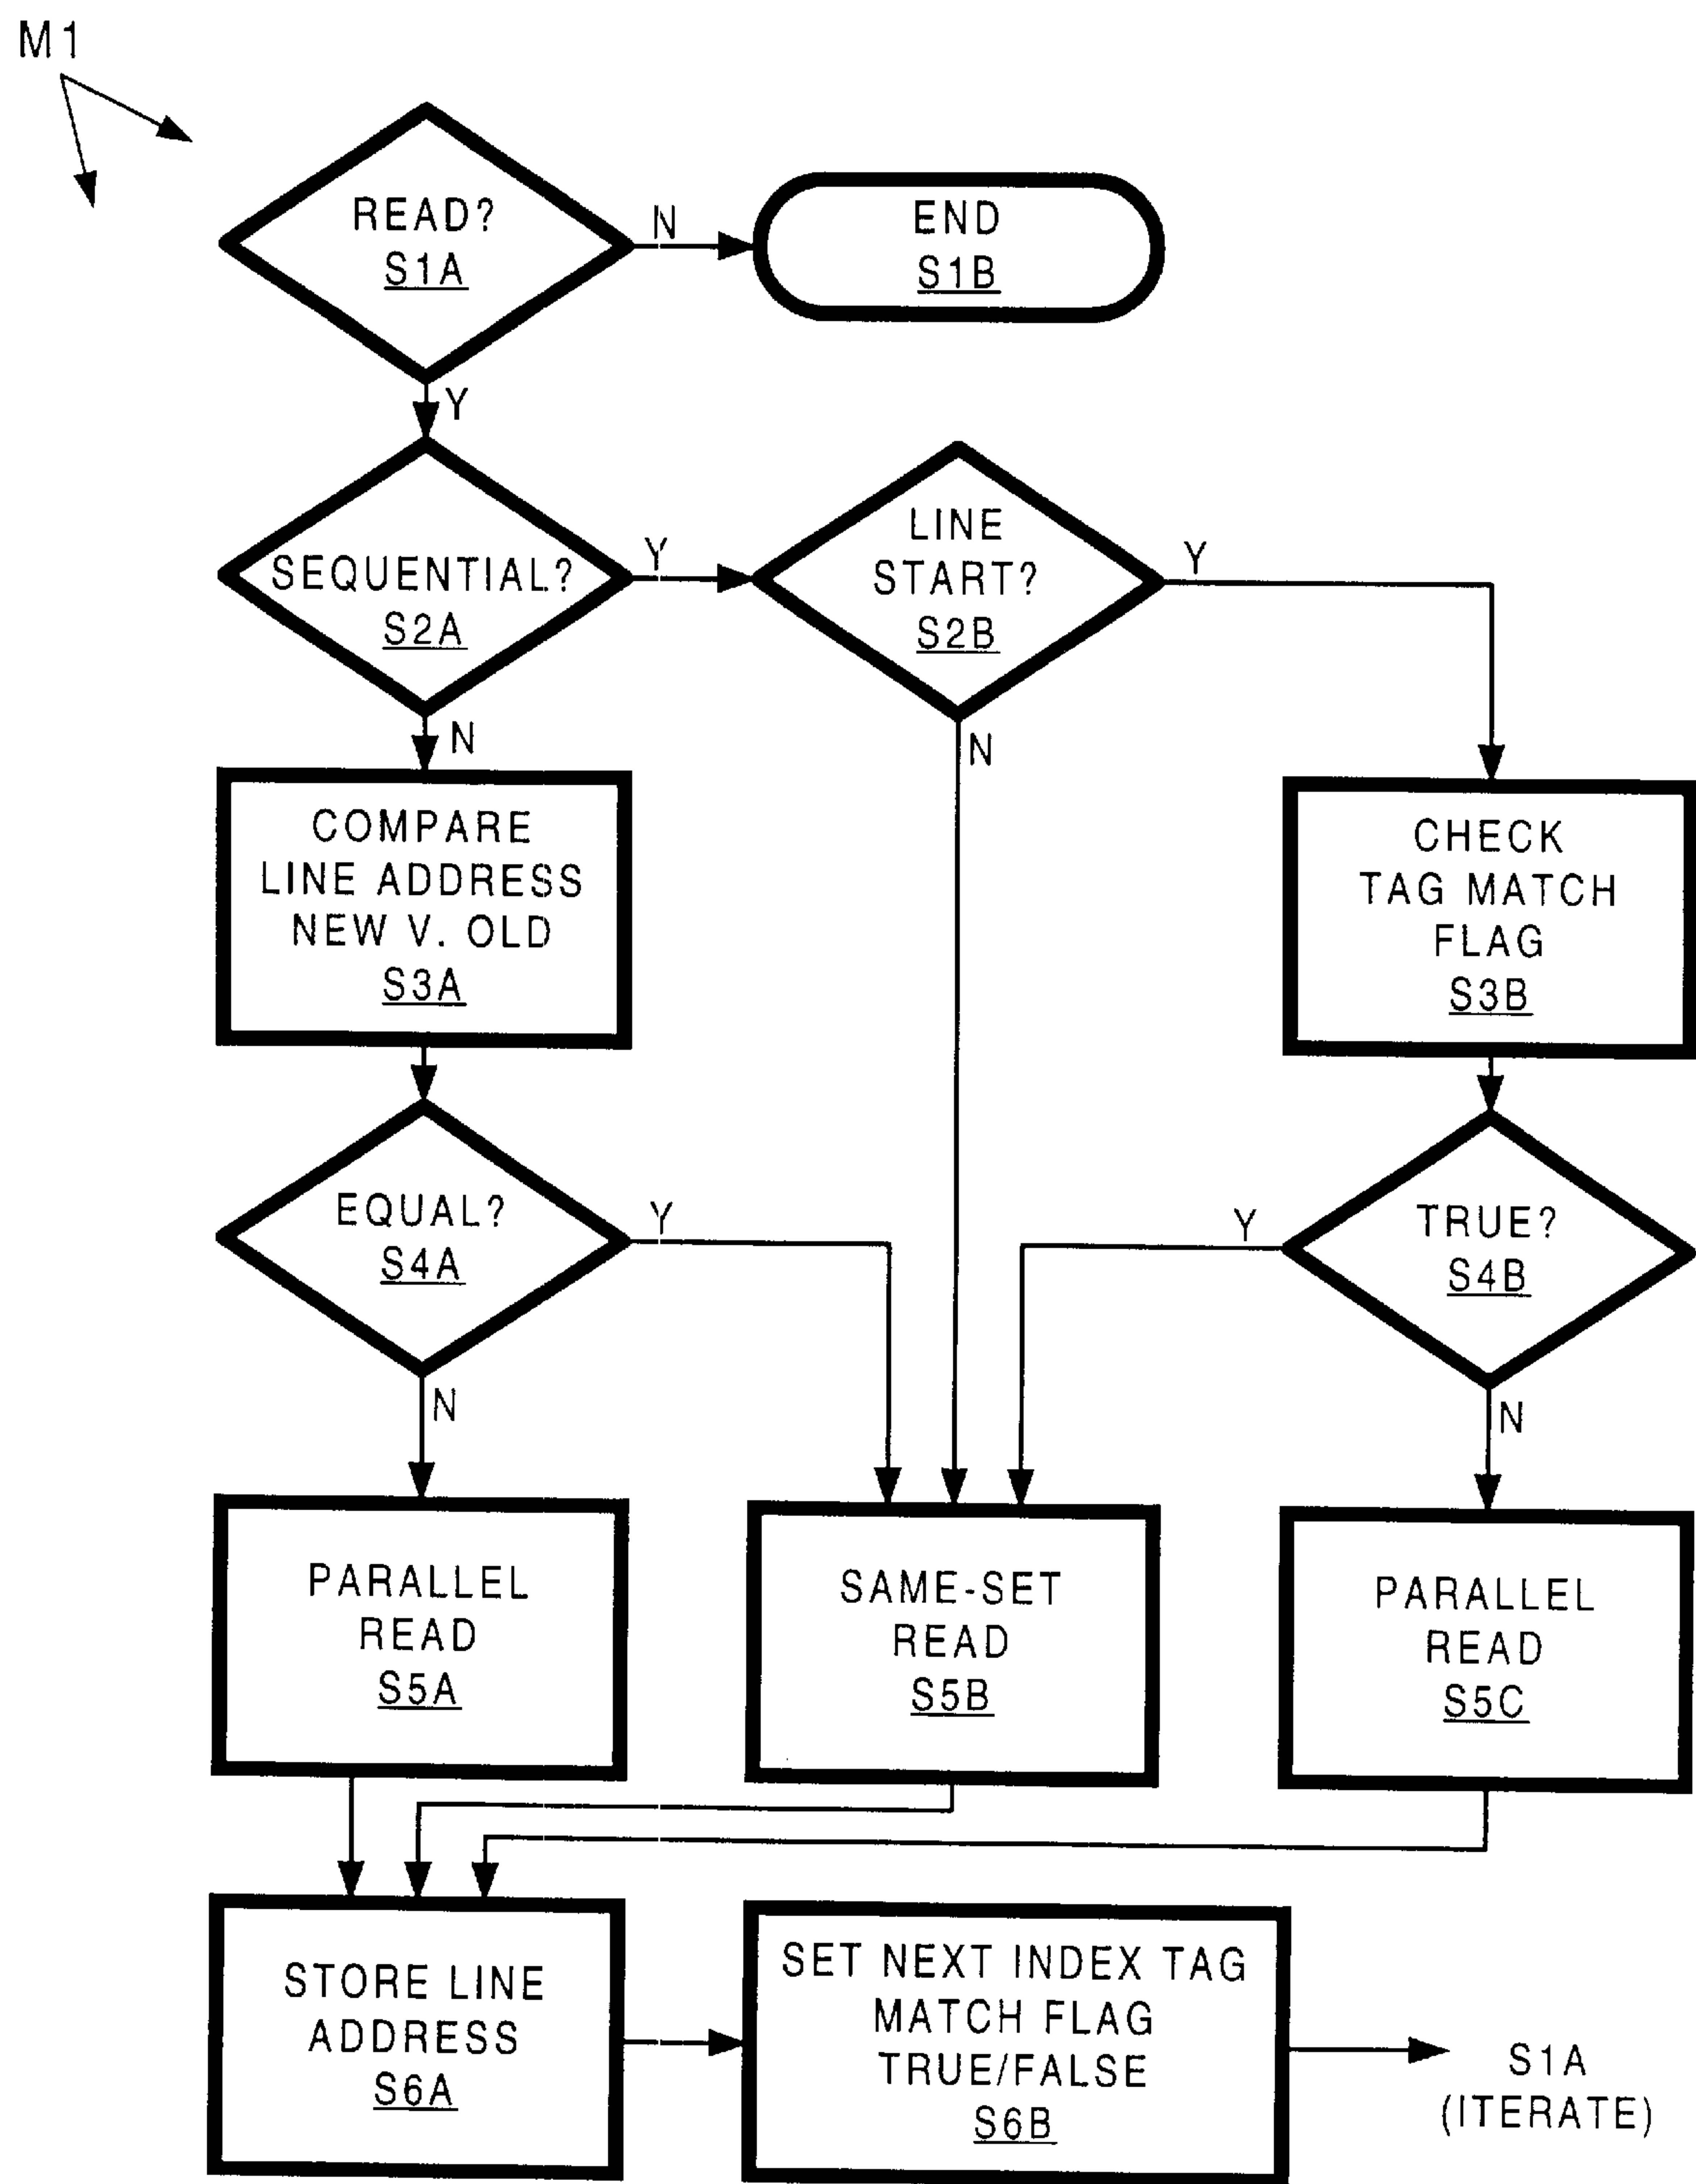 M1
READ?
S1A
N
END
S1B
Y
SEQUENTIAL?
S2A
Y
LINE
START?
S2B
Y
N
N
COMPARE
LINE ADDRESS
NEW V. OLD
S3A
CHECK
TAG MATCH
FLAG
S3B
EQUAL?
S4A
Y
Y
TRUE?
S4B
N
N
PARALLEL
READ
S5A
SAME-SET
READ
S5B
PARALLEL
READ
S5C
STORE LINE
ADDRESS
S6A
SET NEXT INDEX TAG
MATCH FLAG
TRUE/FALSE
S6B
S1A
(ITERATE)